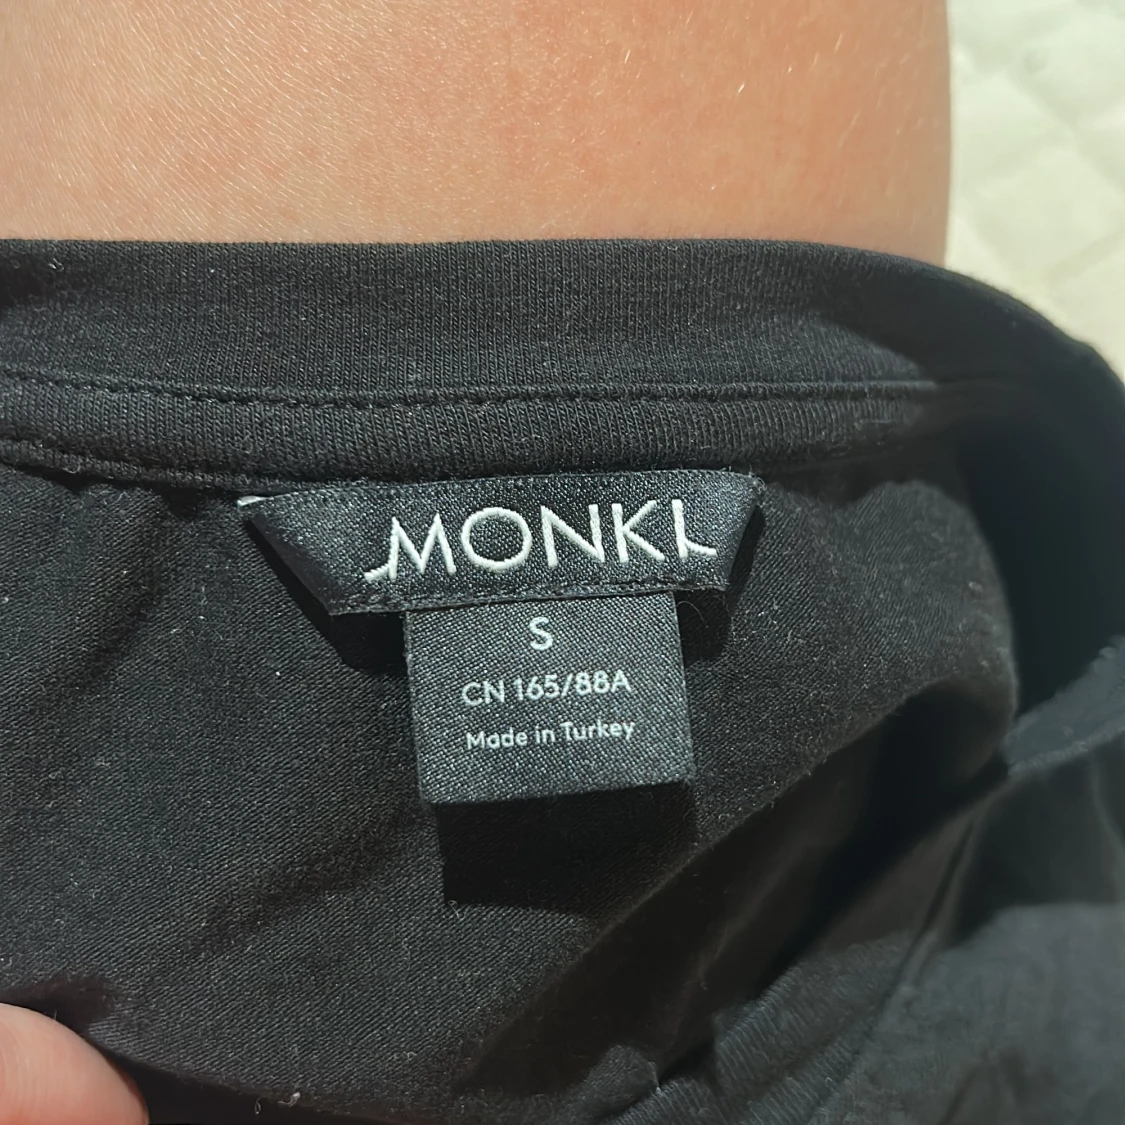 MONKI
S
CN 165/88A
Made in Turkey